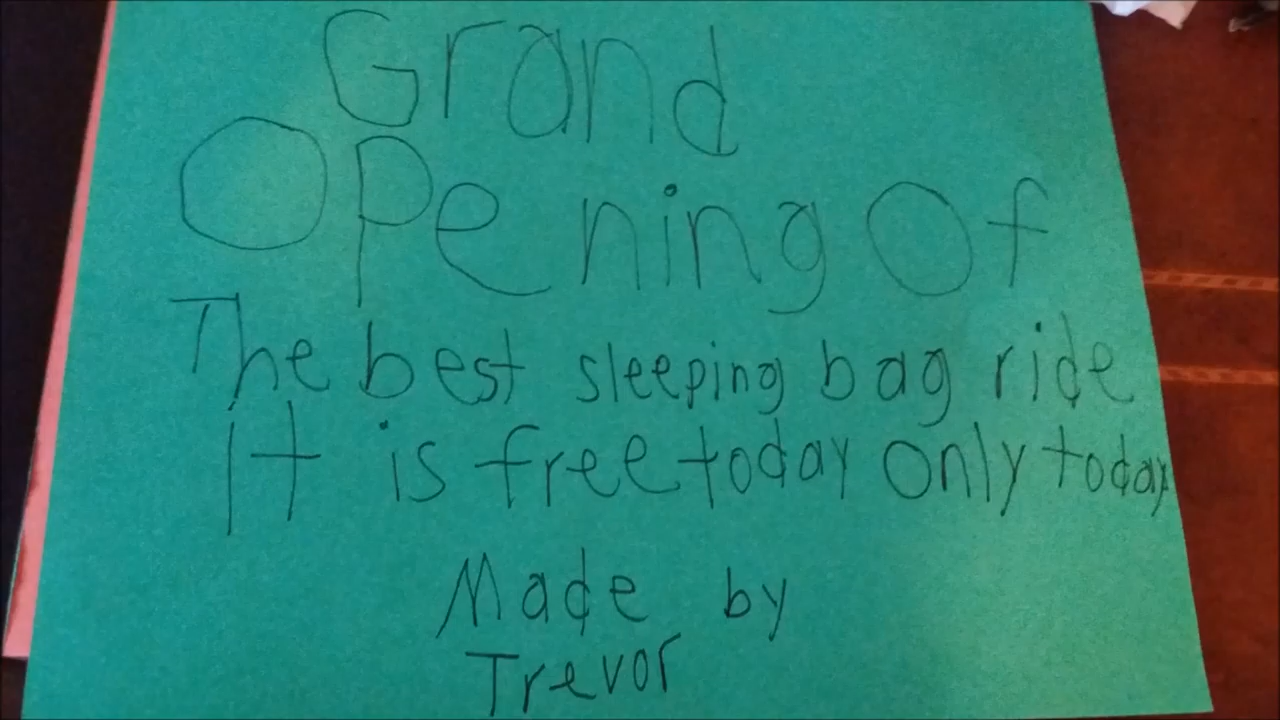 Grand
Opening Of
The best sleeping bag ride
it is free today only today
Made by
Trevor